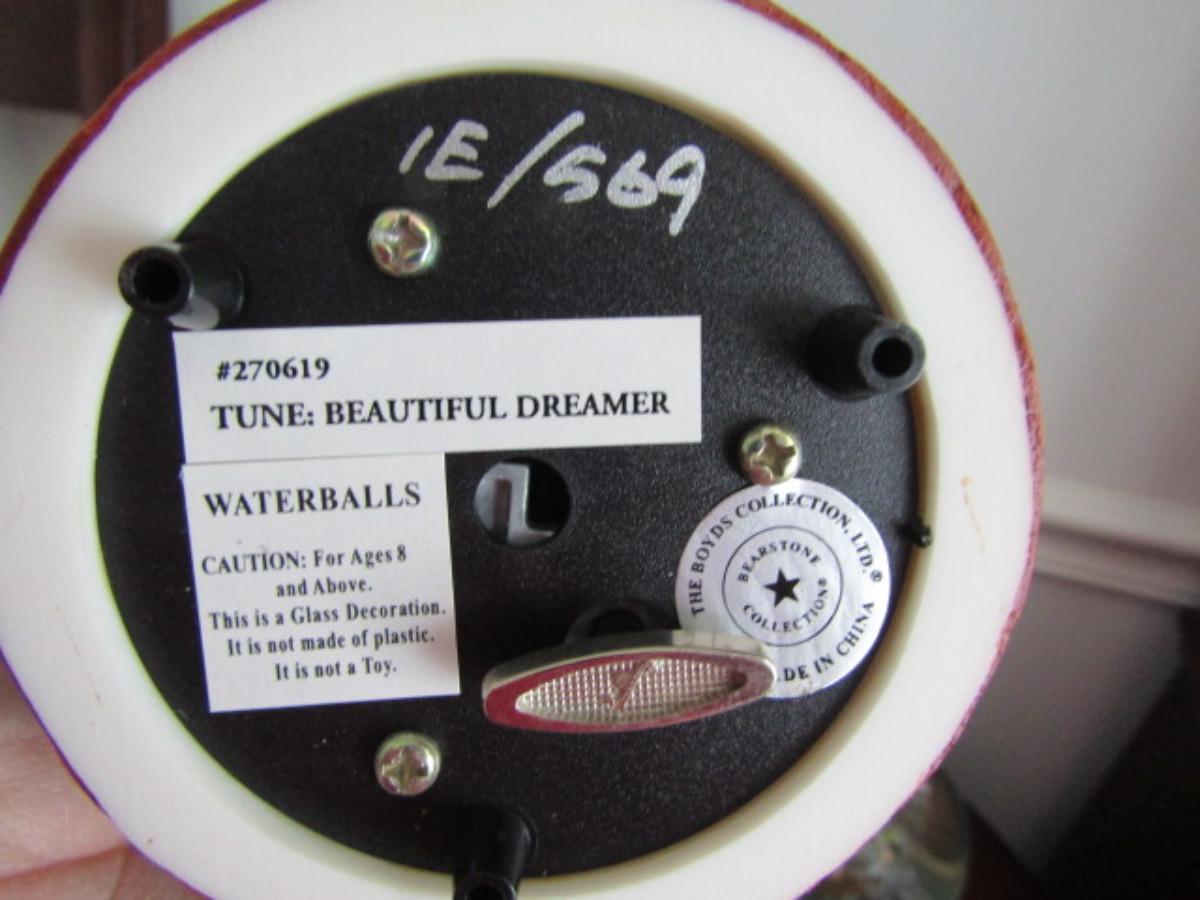 1E/569
#270619
TUNE: BEAUTIFUL DREAMER
WATERBALLS
CAUTION: For Ages 8
and Above.
This is a Glass Decoration.
It is not made of plastic.
It is not a Toy.
THE BOYDS COLLECTION, LTD.®
BEARSTONE
COLLECTION®
DE IN CHINA